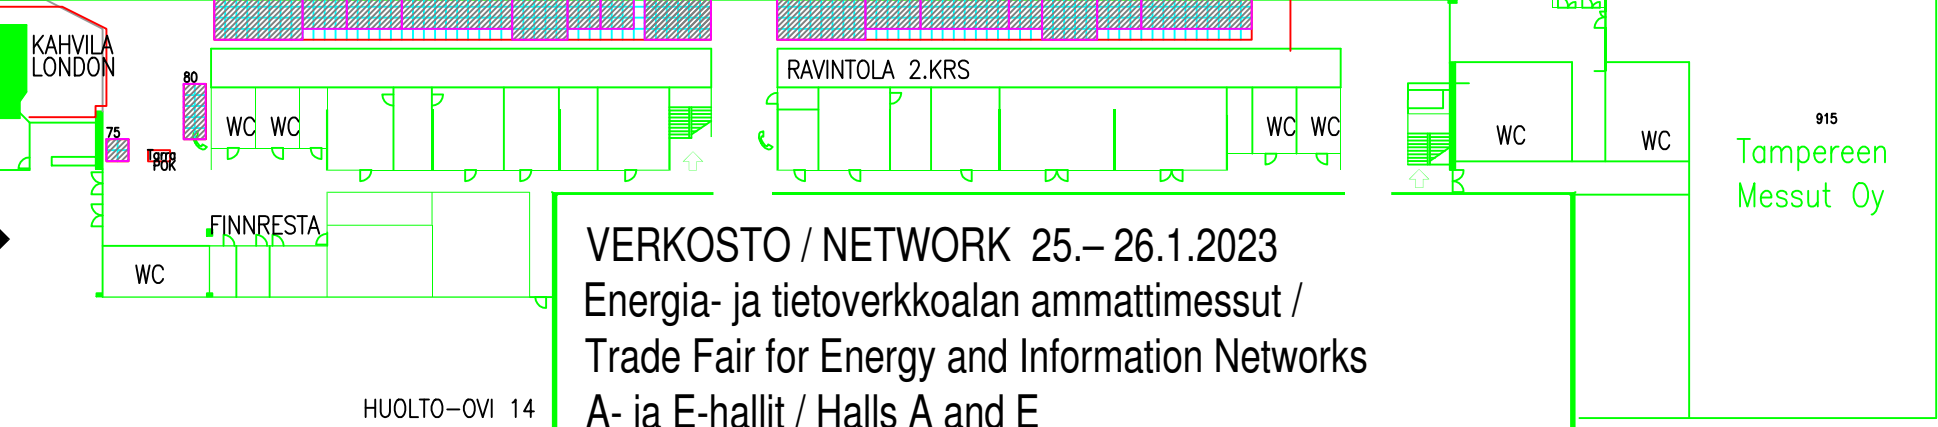 KAHVILA
LONDON
80
75
RAVINTOLA 2.KRS
WC WC
WC WC
WC
WC
915
Tampereen
Messut Oy
POK
FINNRESTA
WC
VERKOSTO / NETWORK 25.– 26.1.2023
Energia- ja tietoverkkoalan ammattimessut /
Trade Fair for Energy and Information Networks
A- ja E-hallit / Halls A and E
HUOLTO-OVI 14